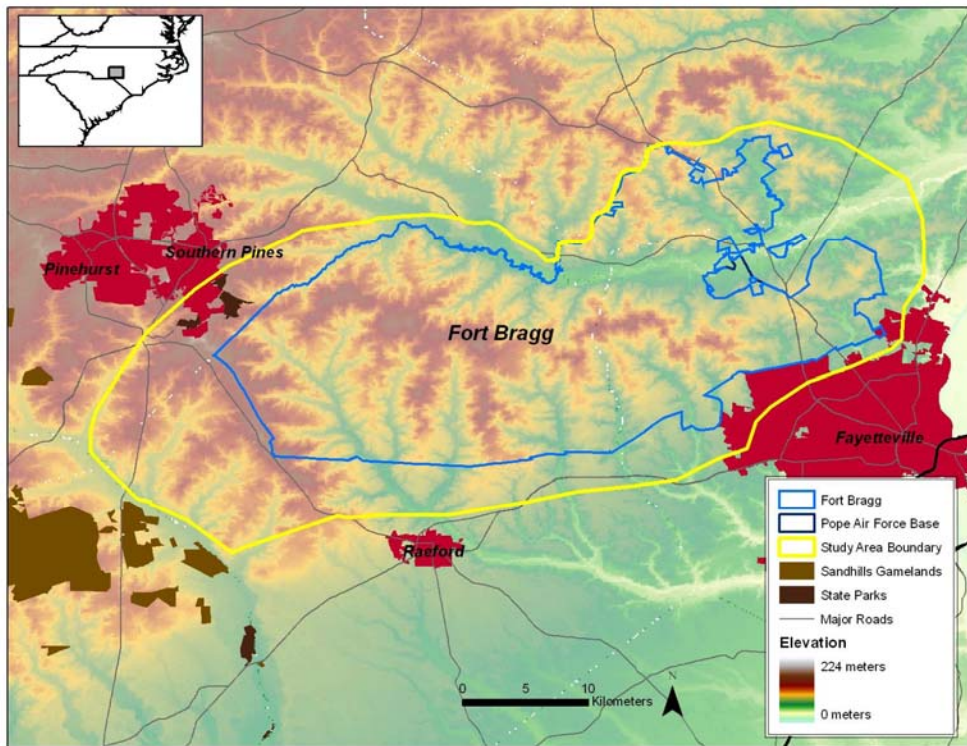 Southern Pines
Pinehurst
Fort Bragg
Fayetteville
Raeford
0 5 10
Kilometers
N
Fort Bragg
Pope Air Force Base
Study Area Boundary
Sandhills Gamelands
State Parks
Major Roads
Elevation
224 meters
0 meters